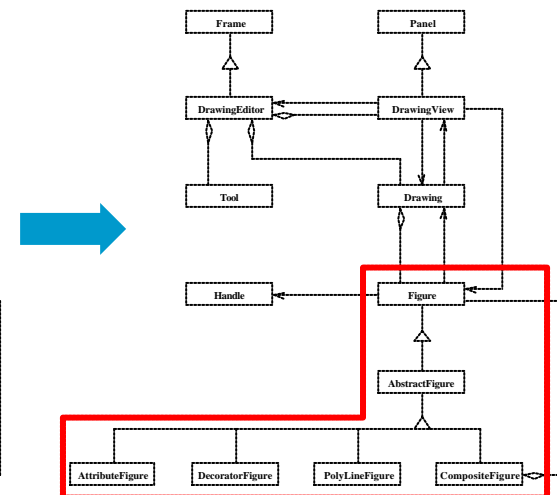 Frame Panel
DrawingEditor DrawingView
Tool Drawing
Handle Figure
AbstractFigure
AttributeFigure DecoratorFigure PolyLineFigure CompositeFigure